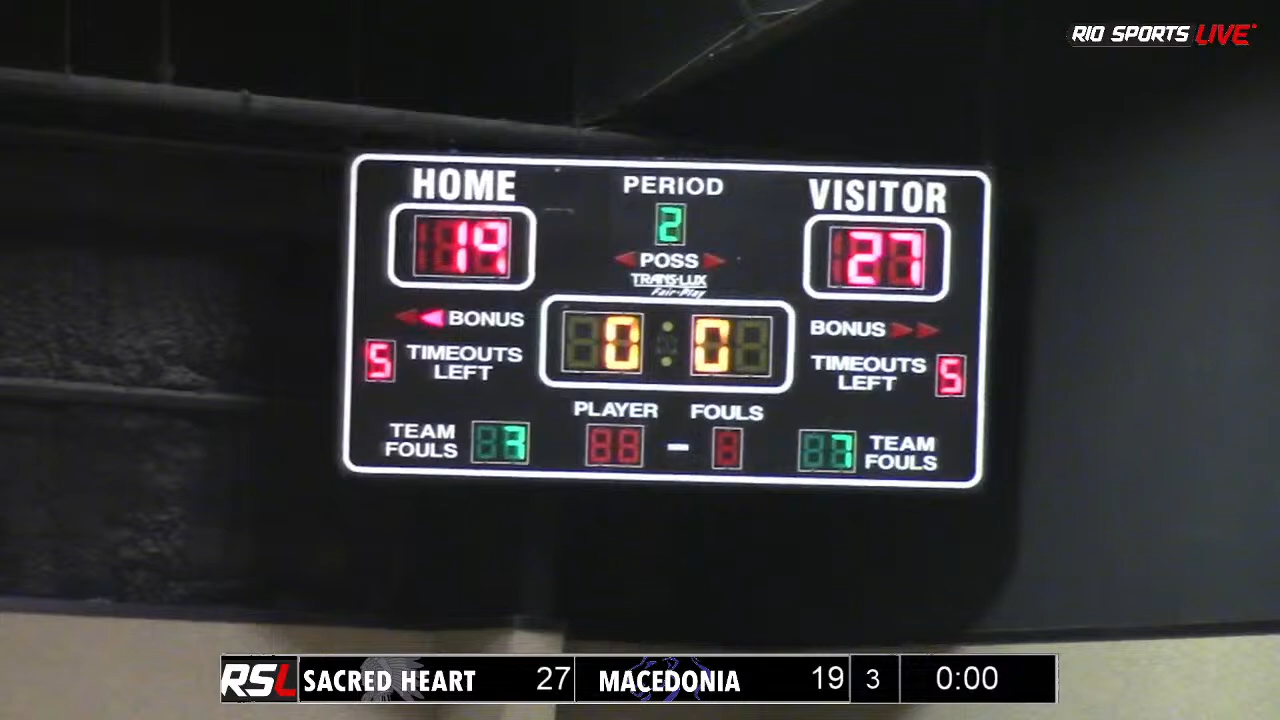 RIO SPORTS LIVE
HOME PERIOD VISITOR
19 2 27
POSS
TRANS-LUX
Fair-Play
BONUS 0:0 BONUS
5 TIMEOUTS LEFT TIMEOUTS LEFT 5
PLAYER FOULS
TEAM FOULS 3 - 7 TEAM FOULS
RSL SACRED HEART 27 MACEDONIA 19 3 0:00